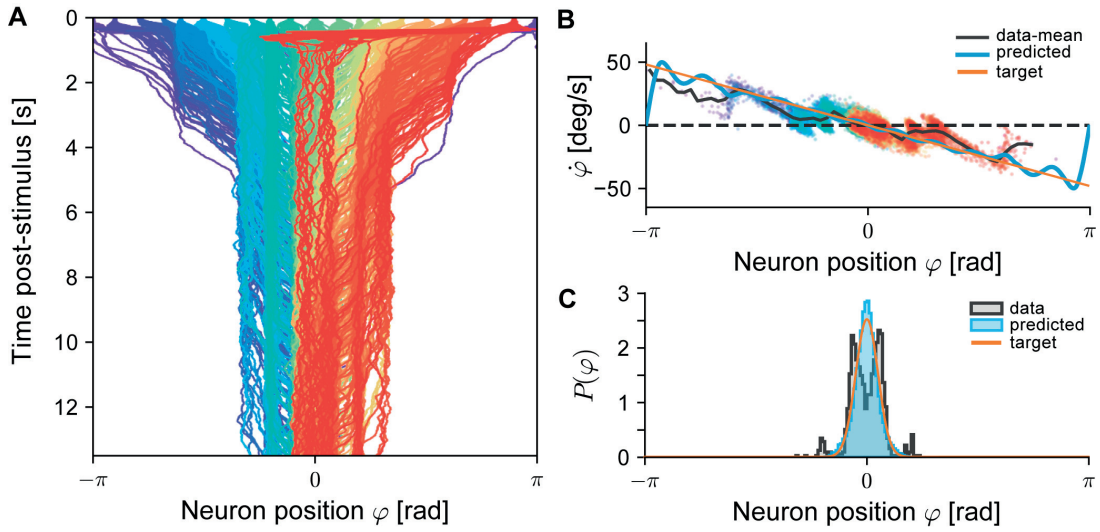 A
0
2
4
6
8
10
12
Time post-stimulus [s]
−π
0
π
Neuron position φ [rad]
B
data-mean
predicted
target
50
0
−50
φ̇ [deg/s]
−π
0
π
Neuron position φ [rad]
C
data
predicted
target
3
2
1
0
P(φ)
−π
0
π
Neuron position φ [rad]